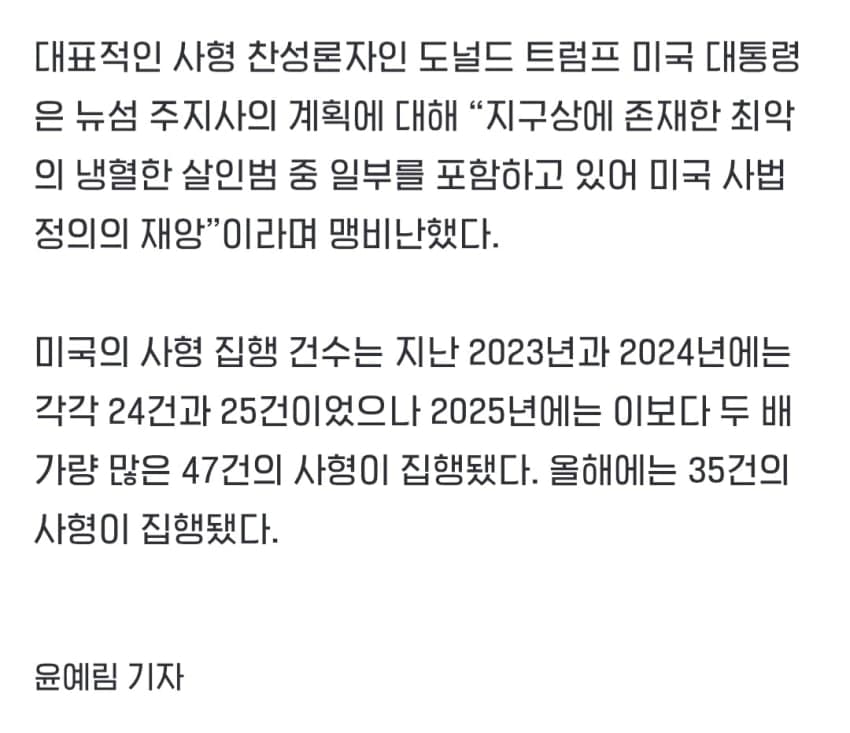 대표적인 사형 찬성론자인 도널드 트럼프 미국 대통령
은 뉴섬 주지사의 계획에 대해 “지구상에 존재한 최악
의 냉혈한 살인범 중 일부를 포함하고 있어 미국 사법
정의의 재앙”이라며 맹비난했다.
미국의 사형 집행 건수는 지난 2023년과 2024년에는
각각 24건과 25건이었으나 2025년에는 이보다 두 배
가량 많은 47건의 사형이 집행됐다. 올해에는 35건의
사형이 집행됐다.
윤예림 기자